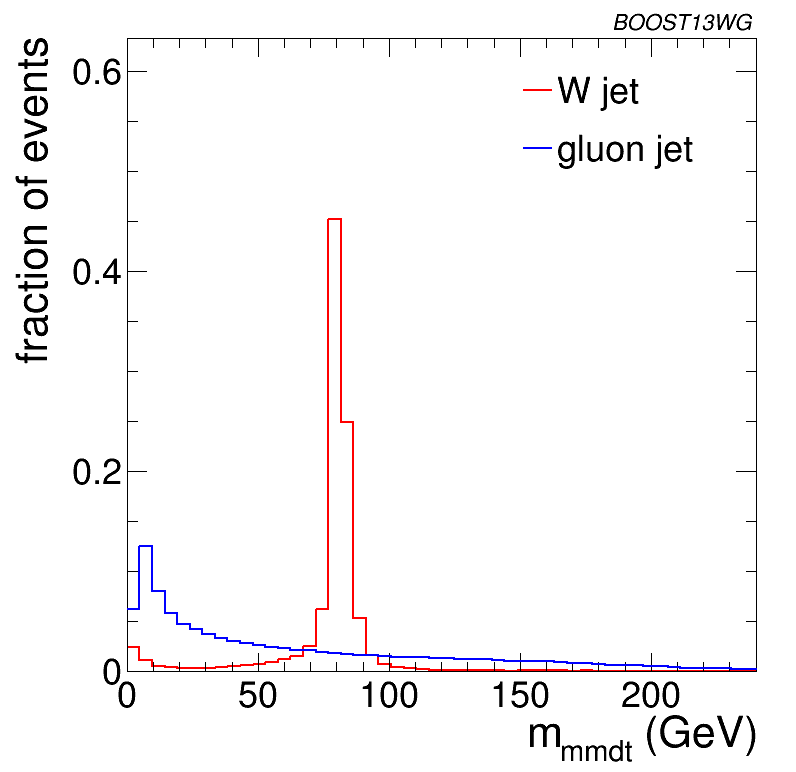 BOOST13WG
fraction of events
0.6
0.4
0.2
0
W jet
gluon jet
0 50 100 150 200
m_mmdt (GeV)